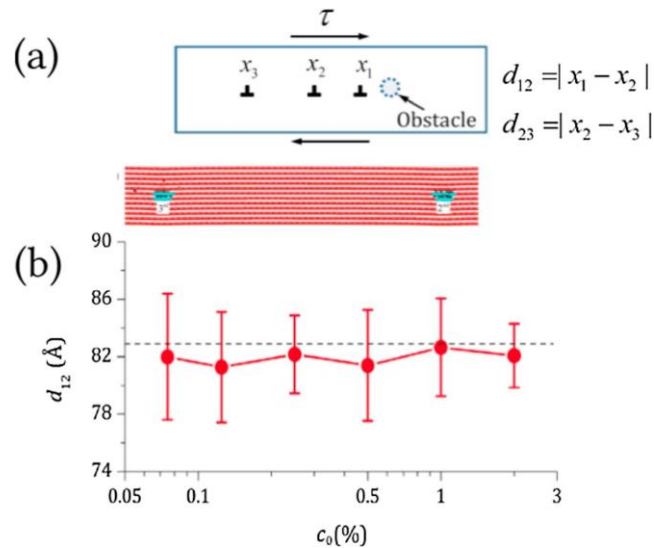 (a)
τ
x₃ x₂ x₁
Obstacle
d₁₂ =| x₁ − x₂ |
d₂₃ =| x₂ − x₃ |
(b)
90
86
82
78
74
d₁₂ (Å)
0.05 0.1 0.5 1 3
c₀(%)